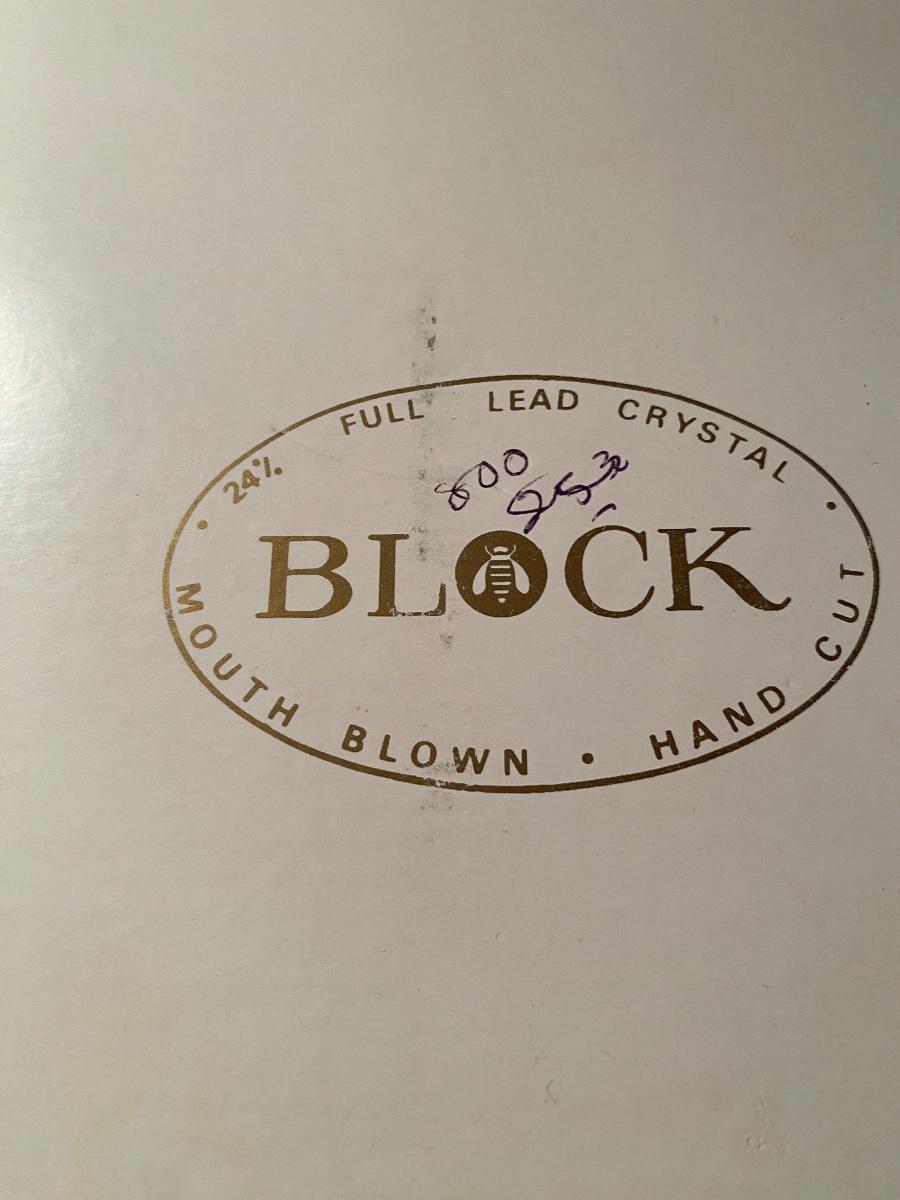 24% FULL LEAD CRYSTAL
800
BLOCK
MOUTH BLOWN • HAND CUT